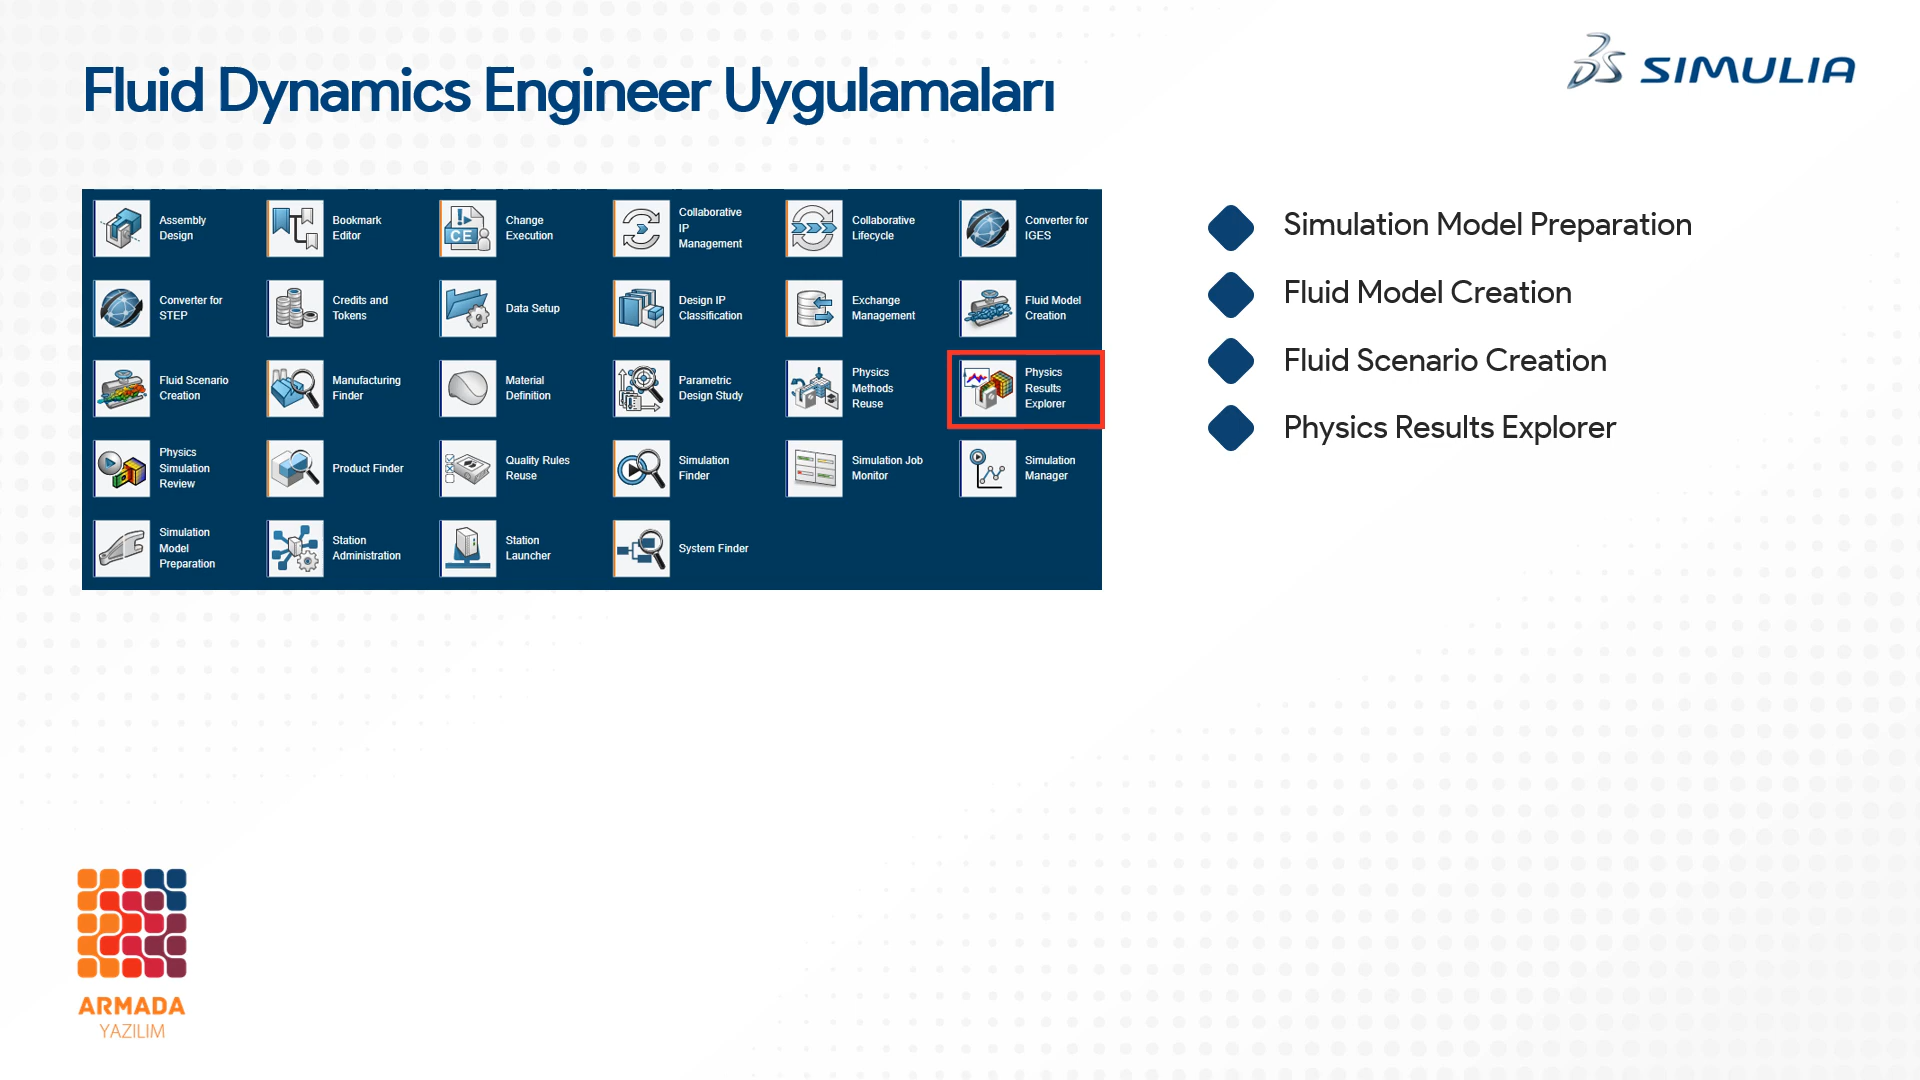 Fluid Dynamics Engineer Uygulamaları
SIMULIA
Assembly
Design
Bookmark
Editor
Change
Execution
Collaborative
IP
Management
Collaborative
Lifecycle
Converter for
IGES
Converter for
STEP
Credits and
Tokens
Data Setup
Design IP
Classification
Exchange
Management
Fluid Model
Creation
Fluid Scenario
Creation
Manufacturing
Finder
Material
Definition
Parametric
Design Study
Physics
Methods
Reuse
Physics
Results
Explorer
Physics
Simulation
Review
Product Finder
Quality Rules
Reuse
Simulation
Finder
Simulation Job
Monitor
Simulation
Manager
Simulation
Model
Preparation
Station
Administration
Station
Launcher
System Finder
CE
Simulation Model Preparation
Fluid Model Creation
Fluid Scenario Creation
Physics Results Explorer
ARMADA
YAZILIM